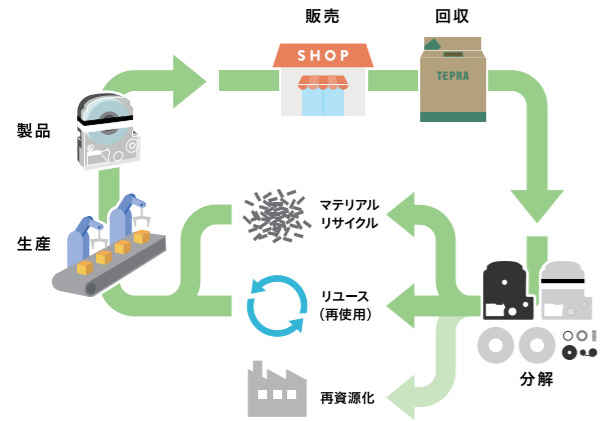 販売
回収
SHOP
TEPRA
製品
生産
マテリアル
リサイクル
リユース
（再使用）
再資源化
分解